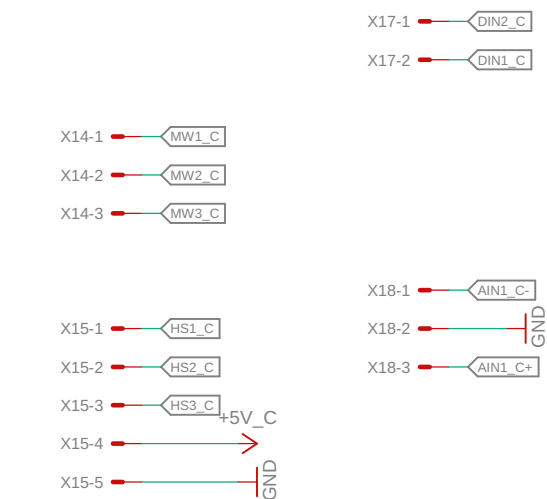 X17-1 DIN2_C
X17-2 DIN1_C
X14-1 MW1_C
X14-2 MW2_C
X14-3 MW3_C
X18-1 AIN1_C-
X18-2 GND
X18-3 AIN1_C+
X15-1 HS1_C
X15-2 HS2_C
X15-3 HS3_C
X15-4 +5V_C
X15-5 GND